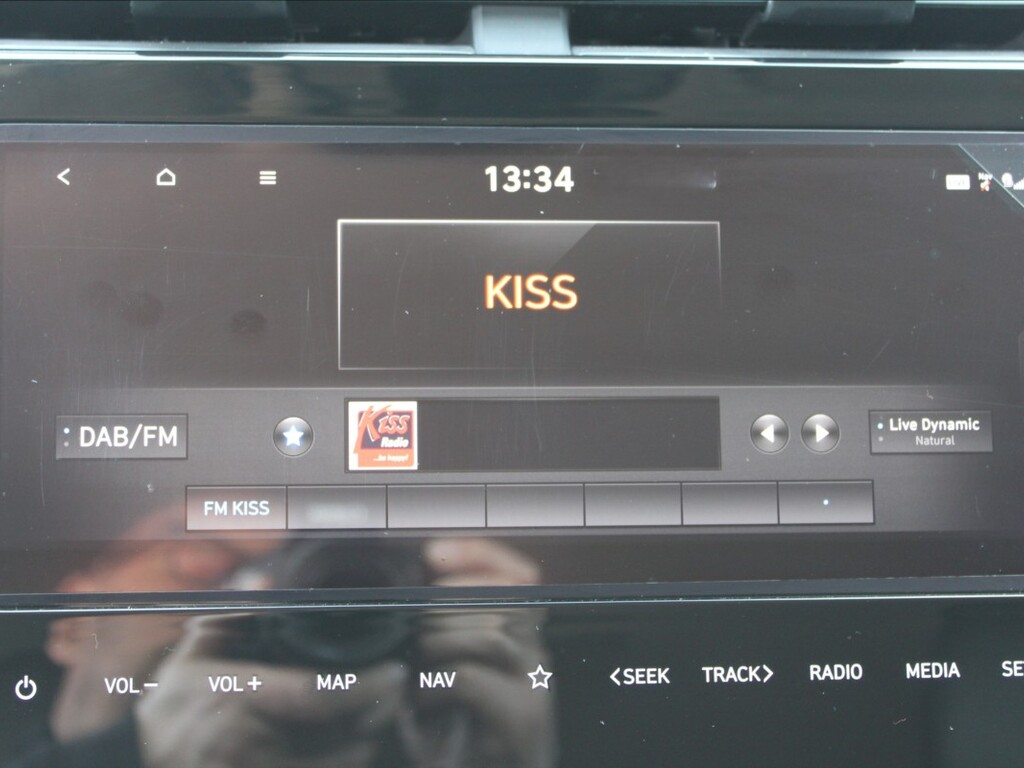 13:34
KISS
DAB/FM
Kiss
Radio
...be happy!
Live Dynamic
Natural
FM KISS
VOL−
VOL+
MAP
NAV
<SEEK
TRACK>
RADIO
MEDIA